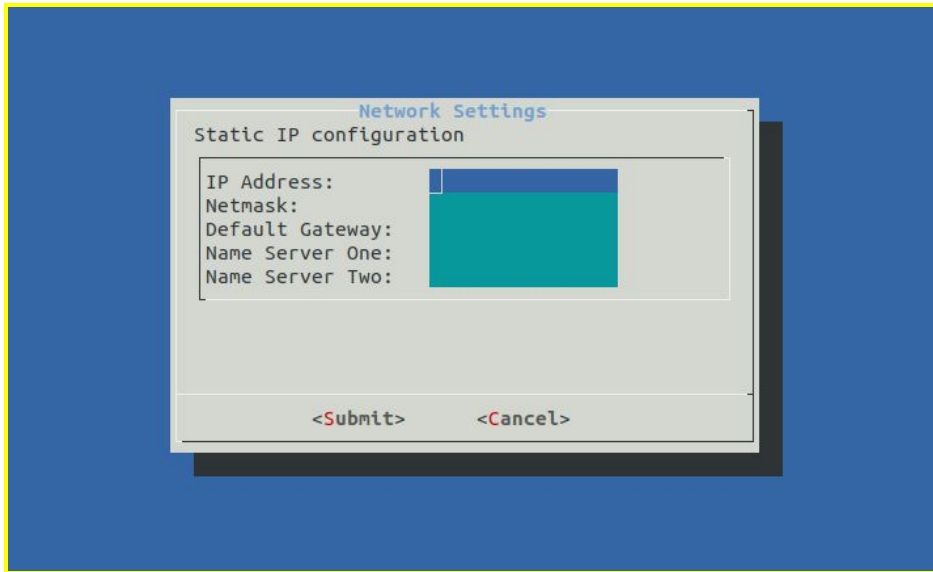 Network Settings
Static IP configuration
IP Address:
Netmask:
Default Gateway:
Name Server One:
Name Server Two:
<Submit> <Cancel>